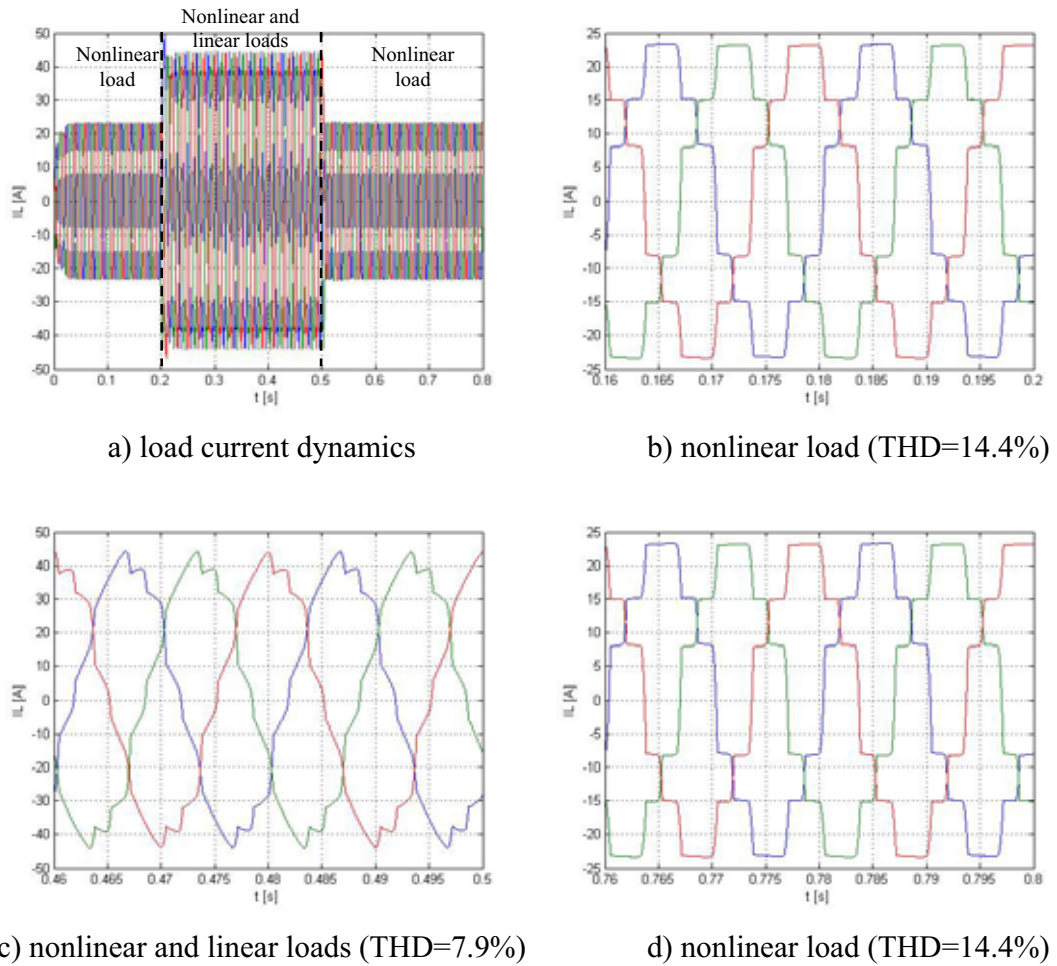 Nonlinear and
linear loads
Nonlinear
load
Nonlinear
load
50
40
30
20
10
0
-10
-20
-30
-40
-50
IL [A]
0 0.1 0.2 0.3 0.4 0.5 0.6 0.7 0.8
t [s]
a) load current dynamics
25
20
15
10
5
0
-5
-10
-15
-20
-25
IL [A]
0.16 0.165 0.17 0.175 0.18 0.185 0.19 0.195 0.2
t [s]
b) nonlinear load (THD=14.4%)
50
40
30
20
10
0
-10
-20
-30
-40
-50
IL [A]
0.46 0.465 0.47 0.475 0.48 0.485 0.49 0.495 0.5
t [s]
c) nonlinear and linear loads (THD=7.9%)
25
20
15
10
5
0
-5
-10
-15
-20
-25
IL [A]
0.76 0.765 0.77 0.775 0.78 0.785 0.79 0.795 0.8
t [s]
d) nonlinear load (THD=14.4%)